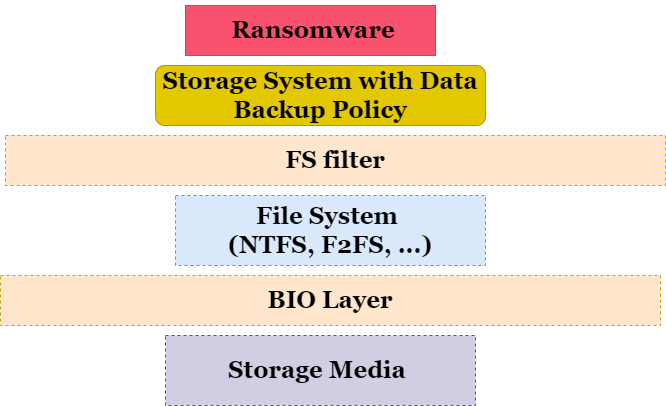 Ransomware
Storage System with Data
Backup Policy
FS filter
File System
(NTFS, F2FS, ...)
BIO Layer
Storage Media